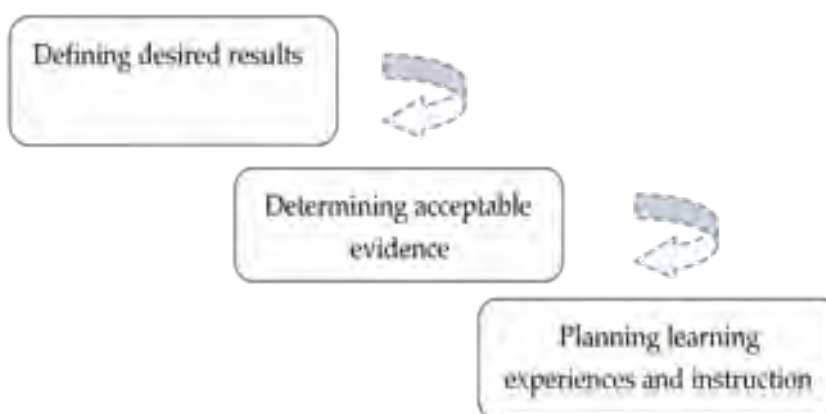 Defining desired results
Determining acceptable
evidence
Planning learning
experiences and instruction